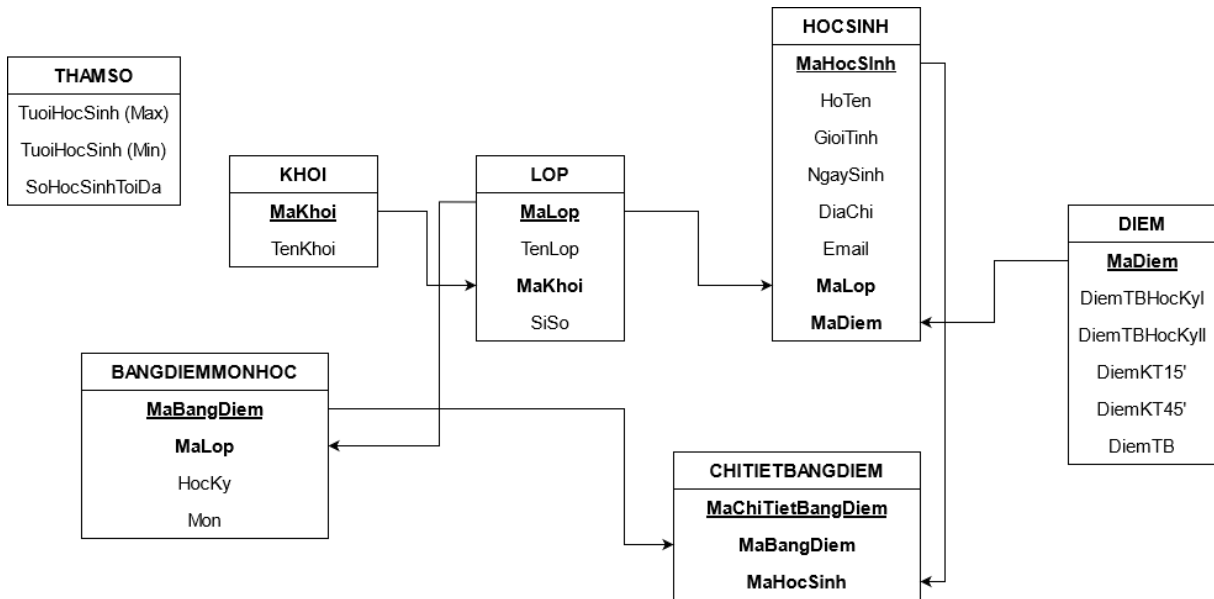 THAMSO
TuoiHocSinh (Max)
TuoiHocSinh (Min)
SoHocSinhToiDa
KHOI
MaKhoi
TenKhoi
LOP
MaLop
TenLop
MaKhoi
SiSo
HOCSINH
MaHocSInh
HoTen
GioiTinh
NgaySinh
DiaChi
Email
MaLop
MaDiem
DIEM
MaDiem
DiemTBHocKyI
DiemTBHocKyII
DiemKT15'
DiemKT45'
DiemTB
BANGDIEMMONHOC
MaBangDiem
MaLop
HocKy
Mon
CHITIETBANGDIEM
MaChiTietBangDiem
MaBangDiem
MaHocSinh